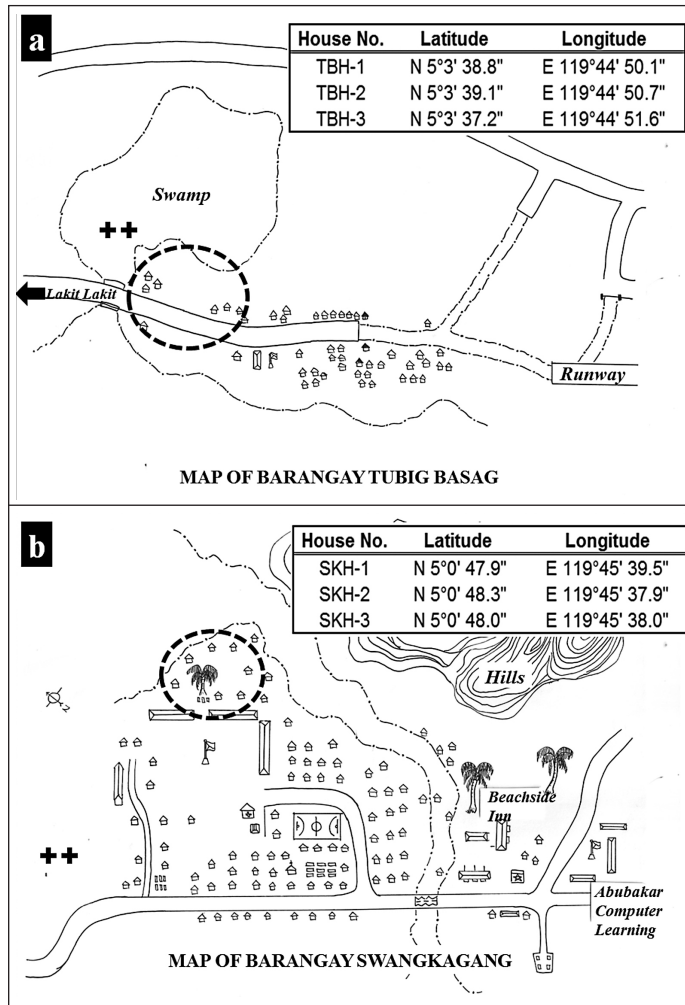 a
House No. Latitude Longitude
TBH-1 N 5°3' 38.8" E 119°44' 50.1"
TBH-2 N 5°3' 39.1" E 119°44' 50.7"
TBH-3 N 5°3' 37.2" E 119°44' 51.6"
Swamp
Lakit Lakit
Runway
MAP OF BARANGAY TUBIG BASAG
b
House No. Latitude Longitude
SKH-1 N 5°0' 47.9" E 119°45' 39.5"
SKH-2 N 5°0' 48.3" E 119°45' 37.9"
SKH-3 N 5°0' 48.0" E 119°45' 38.0"
Hills
Beachside
Inn
Abubakar
Computer
Learning
MAP OF BARANGAY SWANGKAGANG